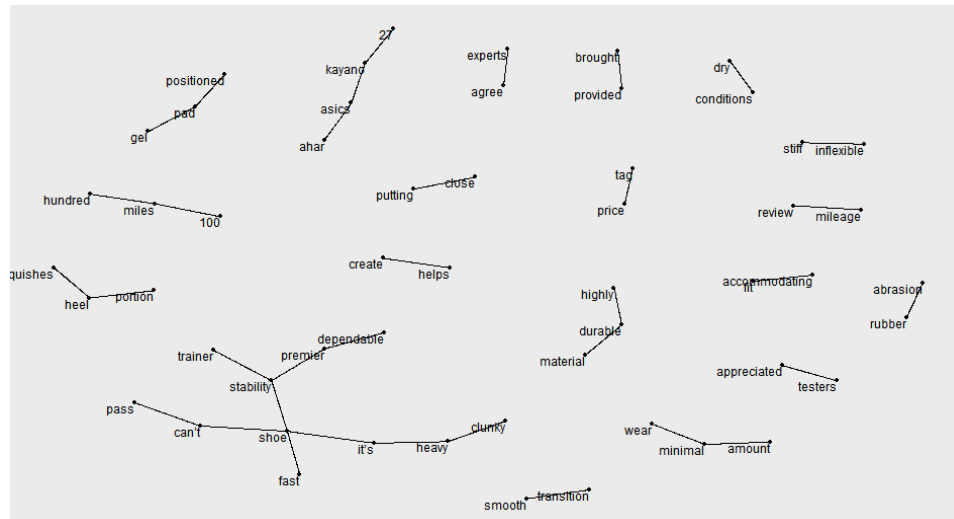 27
experts
brought
kayano
dry
positioned
agree
provided
conditions
asics
pad
gel
ahar
stiff
inflexible
tag
close
putting
hundred
miles
price
review
mileage
100
create
helps
quishes
accommodating
fit
abrasion
heel
portion
highly
rubber
durable
dependable
premier
trainer
material
appreciated
stability
testers
pass
clunky
wear
can't
shoe
it's
heavy
minimal
amount
fast
smooth
transition